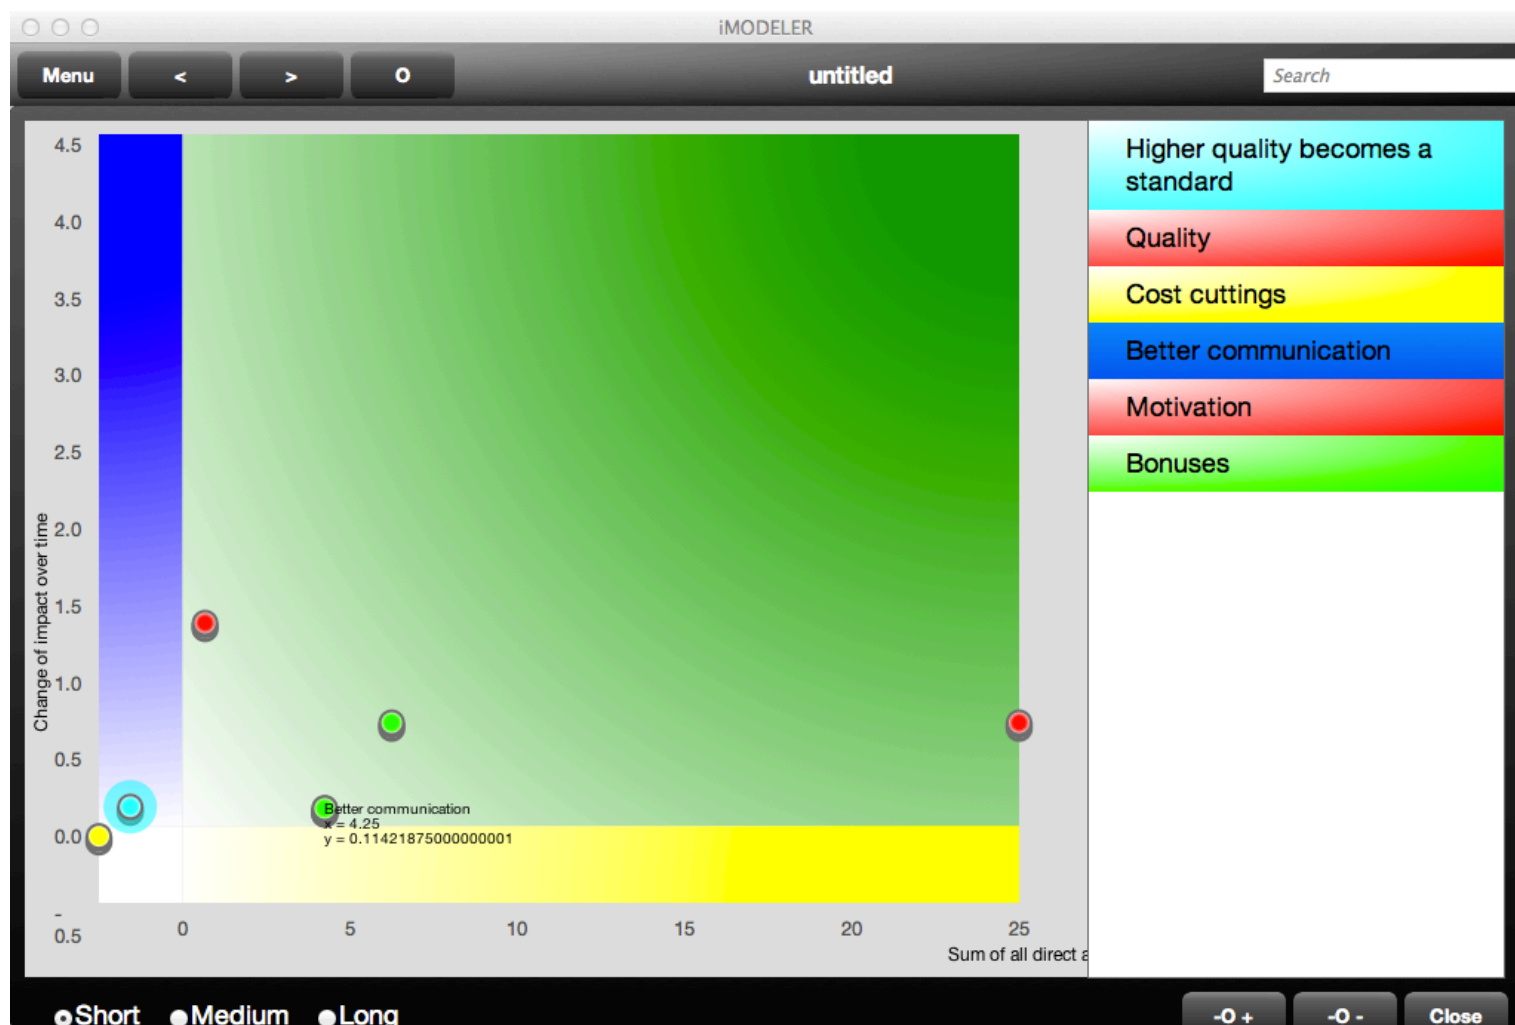 iMODELER
Menu < > O untitled Search
4.5
4.0
3.5
3.0
2.5
2.0
1.5
1.0
0.5
0.0
-
0.5
Change of impact over time
Better communication
x = 4.25
y = 0.11421875000000001
0 5 10 15 20 25
Sum of all direct a
Higher quality becomes a
standard
Quality
Cost cuttings
Better communication
Motivation
Bonuses
Short Medium Long
-O + -O - Close